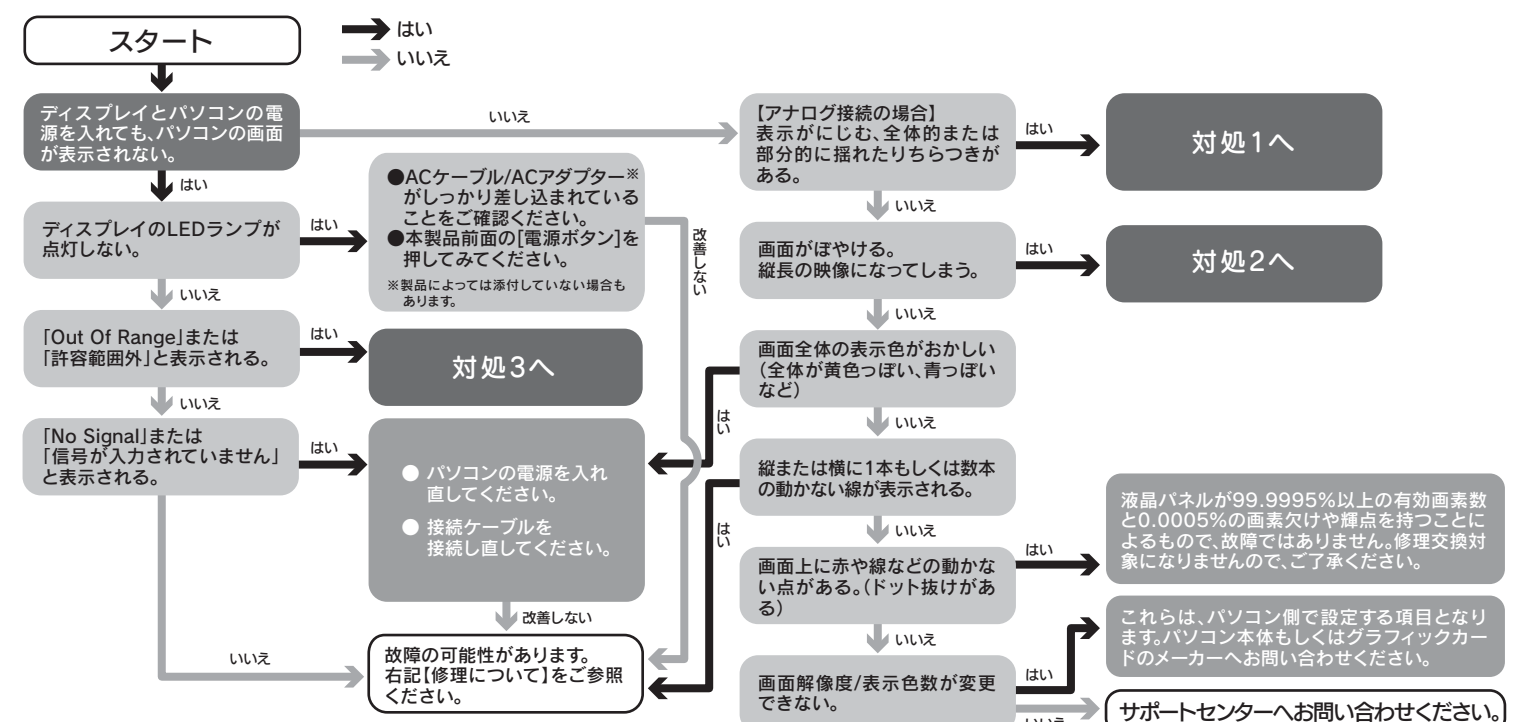 スタート
はい
いいえ
ディスプレイとパソコンの電
源を入れても、パソコンの画面
が表示されない。
いいえ
はい
ディスプレイのLEDランプが
点灯しない。
はい
●ACケーブル/ACアダプター※
がしっかり差し込まれている
ことをご確認ください。
●本製品前面の[電源ボタン]を
押してみてください。
※製品によっては添付していない場合も
あります。
改善しない
いいえ
「Out Of Range」または
「許容範囲外」と表示される。
はい
対処3へ
いいえ
「No Signal」または
「信号が入力されていません」
と表示される。
はい
● パソコンの電源を入れ
直してください。
● 接続ケーブルを
接続し直してください。
改善しない
いいえ
故障の可能性があります。
右記【修理について】をご参照
ください。
【アナログ接続の場合】
表示がにじむ、全体的または
部分的に揺れたりちらつきが
ある。
はい
対処1へ
いいえ
画面がぼやける。
縦長の映像になってしまう。
はい
対処2へ
いいえ
画面全体の表示色がおかしい
(全体が黄色っぽい、青っぽい
など)
はい
いいえ
縦または横に1本もしくは数本
の動かない線が表示される。
はい
いいえ
画面上に赤や線などの動かな
い点がある。(ドット抜けがあ
る)
はい
液晶パネルが99.9995%以上の有効画素数
と0.0005%の画素欠けや輝点を持つことに
よるもので、故障ではありません。修理交換対
象になりませんので、ご了承ください。
いいえ
画面解像度/表示色数が変更
できない。
はい
これらは、パソコン側で設定する項目となり
ます。パソコン本体もしくはグラフィックカー
ドのメーカーへお問い合わせください。
いいえ
サポートセンターへお問い合わせください。